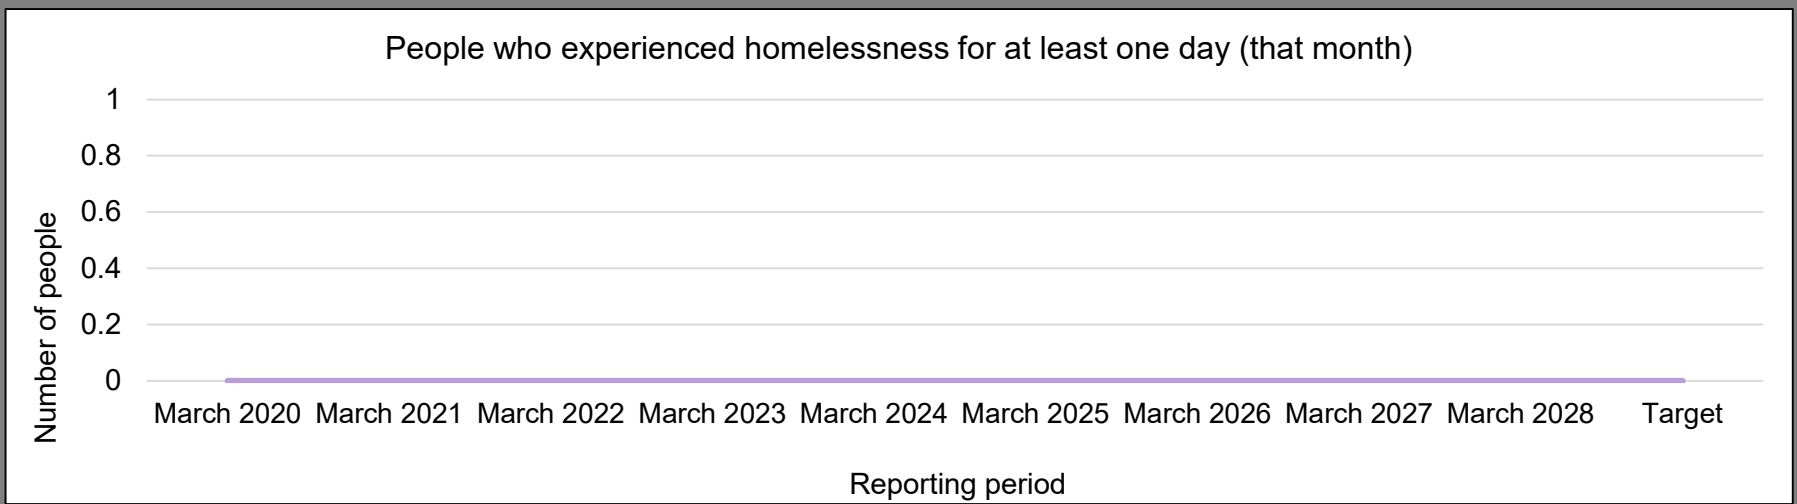 People who experienced homelessness for at least one day (that month)
1
0.8
0.6
0.4
0.2
0
Number of people
March 2020 March 2021 March 2022 March 2023 March 2024 March 2025 March 2026 March 2027 March 2028 Target
Reporting period